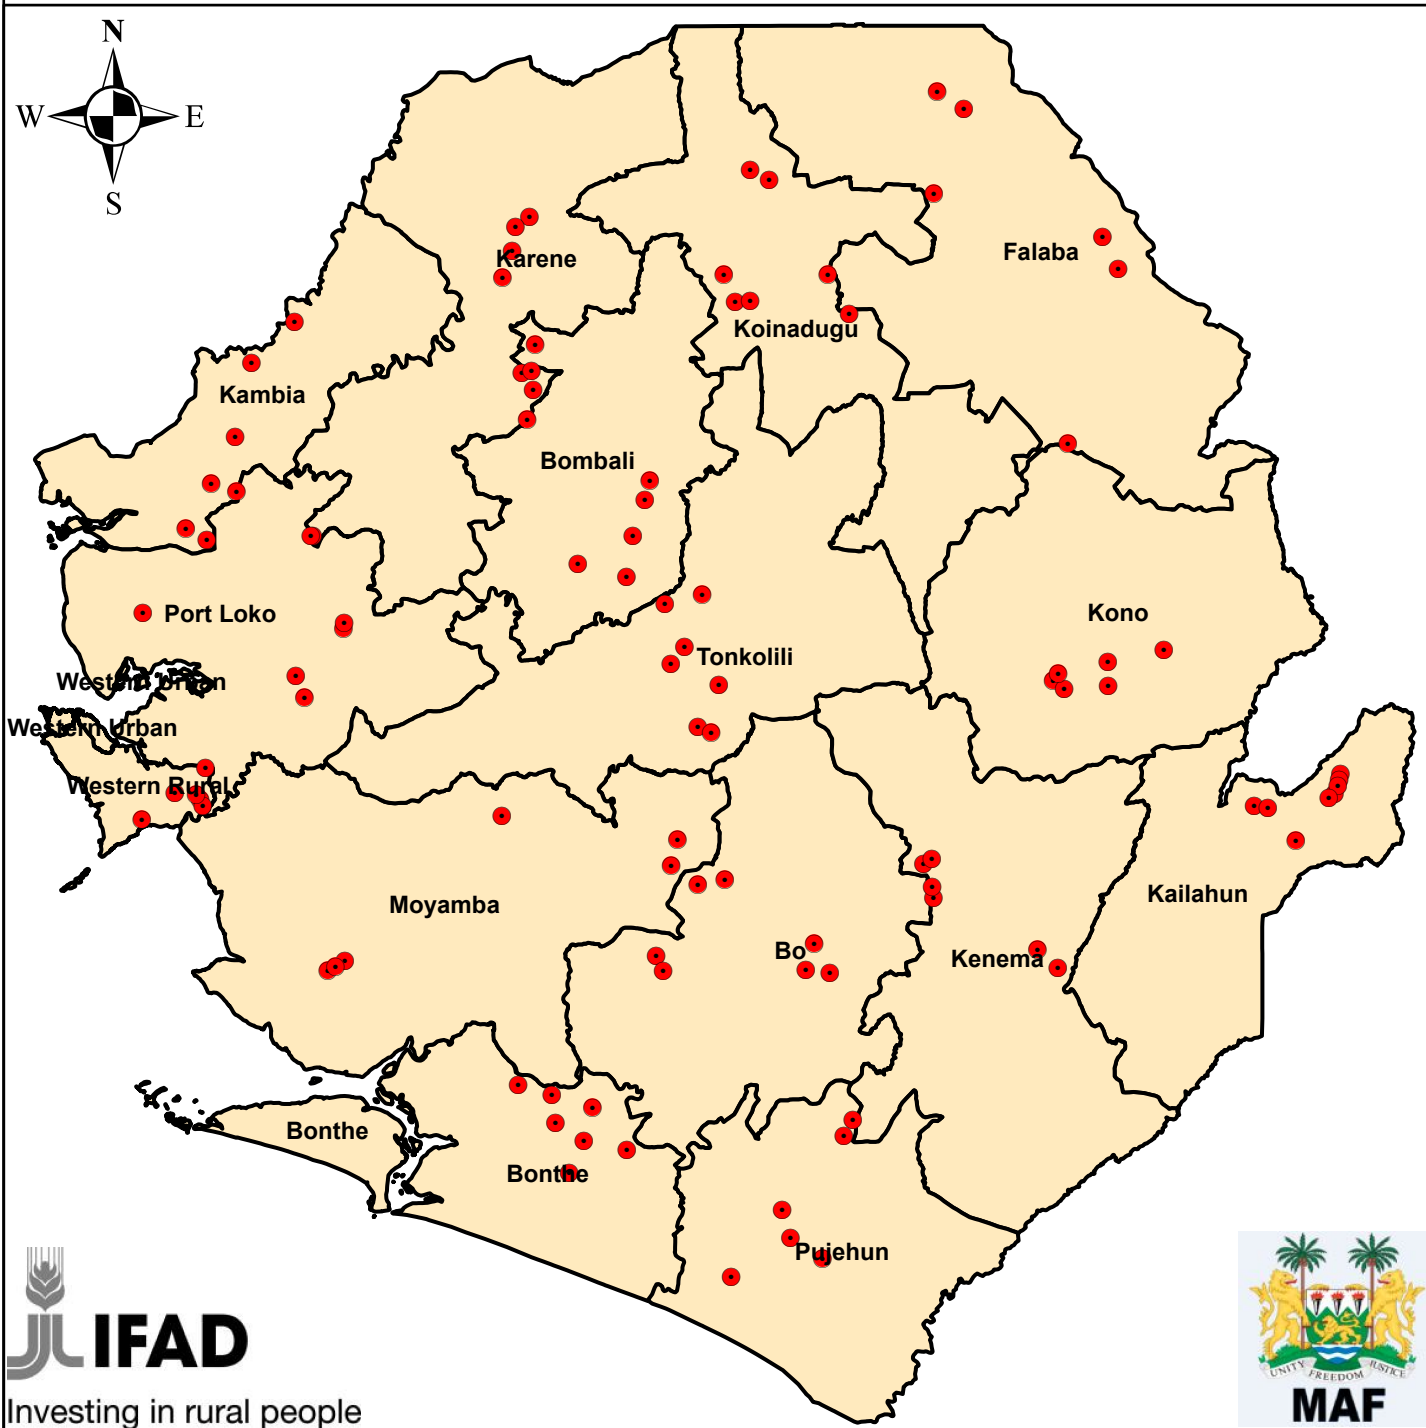 N
W
E
S
Karene
Falaba
Koinadugu
Kambia
Bombali
Port Loko
Kono
Tonkolili
Western Urban
Western Urban
Western Rural
Kailahun
Moyamba
Bo
Kenema
Bonthe
Bonthe
Pujehun
IFAD
Investing in rural people
UNITY FREEDOM JUSTICE
MAF